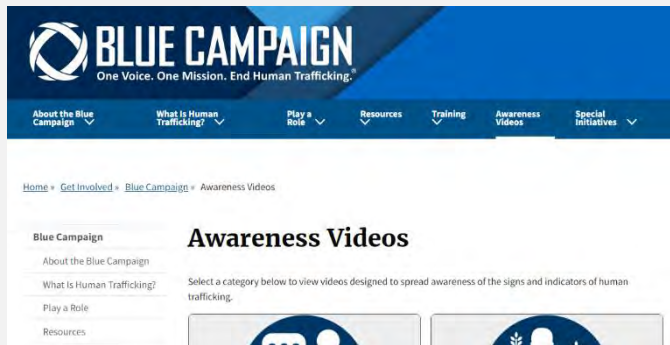 BLUE CAMPAIGN®
One Voice. One Mission. End Human Trafficking.
About the Blue
Campaign
What Is Human
Trafficking?
Play a
Role
Resources
Training
Awareness
Videos
Special
Initiatives
Home » Get Involved » Blue Campaign » Awareness Videos
Blue Campaign
About the Blue Campaign
What Is Human Trafficking?
Play a Role
Resources
Awareness Videos
Select a category below to view videos designed to spread awareness of the signs and indicators of human
trafficking.